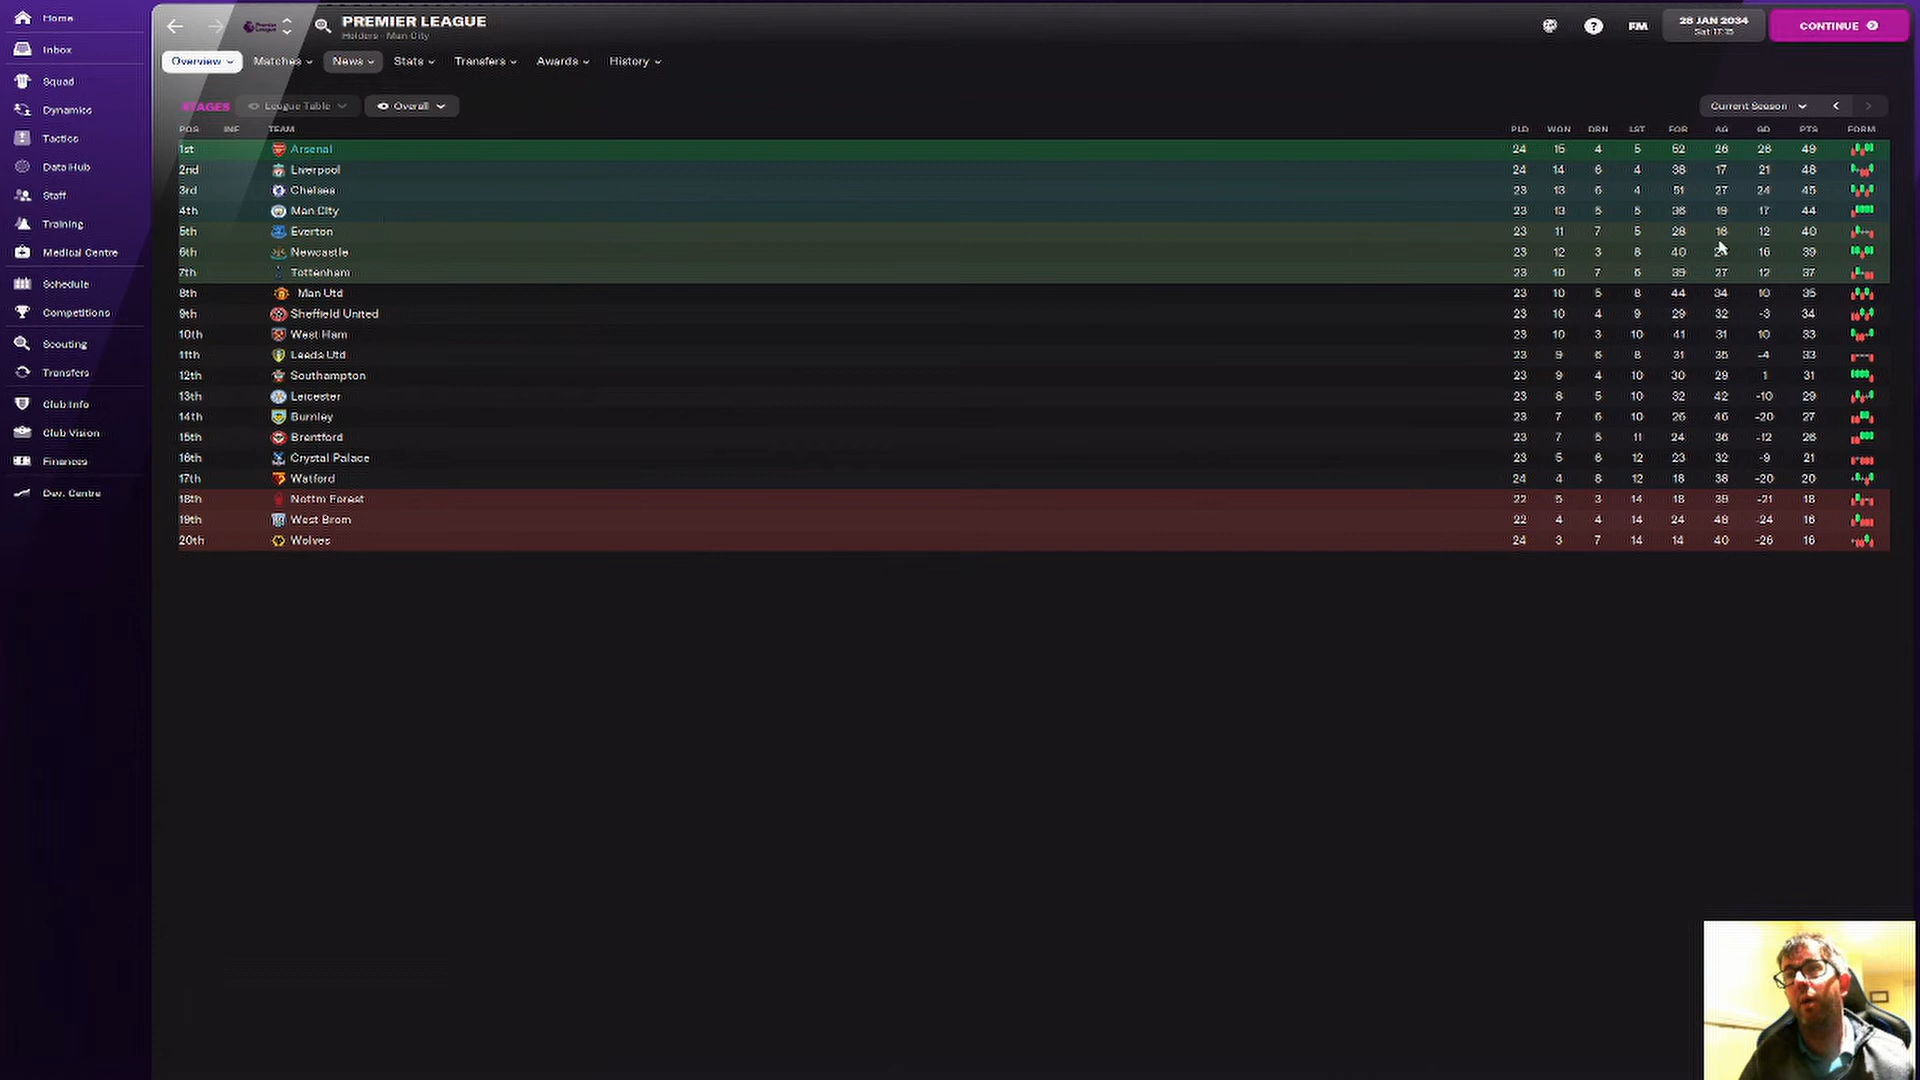 Home
Inbox
Squad
Dynamics
Tactics
Data Hub
Staff
Training
Medical Centre
Schedule
Competitions
Scouting
Transfers
Club Info
Club Vision
Finances
Dev. Centre
PREMIER LEAGUE
Holders - Man City
FM
28 JAN 2034
Sat 17:15
CONTINUE
Overview Matches News Stats Transfers Awards History
STAGES League Table Overall Current Season
POS INF TEAM PLD WON DRN LST FOR AG GD PTS FORM
1st Arsenal 24 15 4 5 52 26 26 49
2nd Liverpool 24 14 6 4 38 17 21 48
3rd Chelsea 23 13 6 4 51 27 24 45
4th Man City 23 13 5 5 36 19 17 44
5th Everton 23 11 7 5 28 16 12 40
6th Newcastle 23 12 3 8 40 16 39
7th Tottenham 23 10 7 6 39 27 12 37
8th Man Utd 23 10 5 8 44 34 10 35
9th Sheffield United 23 10 4 9 29 32 -3 34
10th West Ham 23 10 3 10 41 31 10 33
11th Leeds Utd 23 9 6 8 31 35 -4 33
12th Southampton 23 9 4 10 30 29 1 31
13th Leicester 23 8 5 10 32 42 -10 29
14th Burnley 23 7 6 10 26 46 -20 27
15th Brentford 23 7 5 11 24 36 -12 26
16th Crystal Palace 23 5 6 12 23 32 -9 21
17th Watford 24 4 8 12 18 38 -20 20
18th Nottm Forest 22 5 3 14 18 39 -21 18
19th West Brom 22 4 4 14 24 48 -24 16
20th Wolves 24 3 7 14 14 40 -26 16